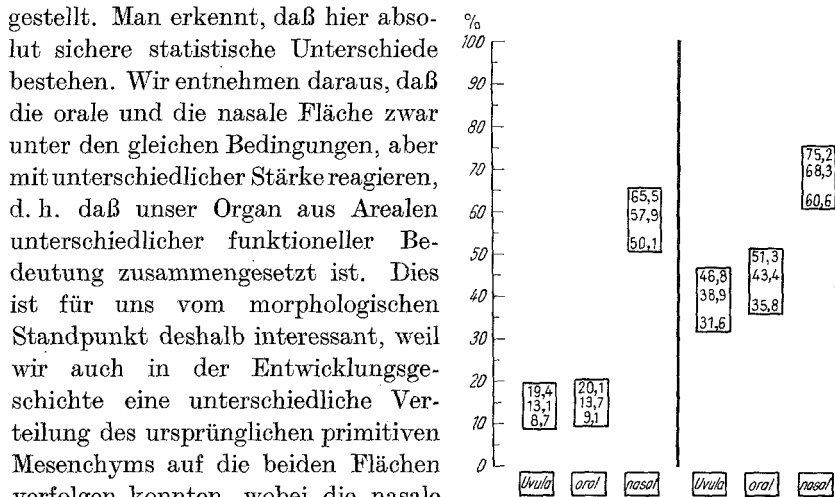 gestellt. Man erkennt, daß hier abso-
lut sichere statistische Unterschiede
bestehen. Wir entnehmen daraus, daß
die orale und die nasale Fläche zwar
unter den gleichen Bedingungen, aber
mit unterschiedlicher Stärke reagieren,
d. h. daß unser Organ aus Arealen
unterschiedlicher funktioneller Be-
deutung zusammengesetzt ist. Dies
ist für uns vom morphologischen
Standpunkt deshalb interessant, weil
wir auch in der Entwicklungsge-
schichte eine unterschiedliche Ver-
teilung des ursprünglichen primitiven
Mesenchyms auf die beiden Flächen
verfolgen konnten, wobei die nasale
%
100
90
80
70
60
50
40
30
20
10
0
19,4
13,1
8,7
20,1
13,7
9,1
65,5
57,9
50,1
46,8
38,9
31,6
51,3
43,4
35,8
75,2
68,3
60,6
Uvula oral nasal Uvula oral nasal